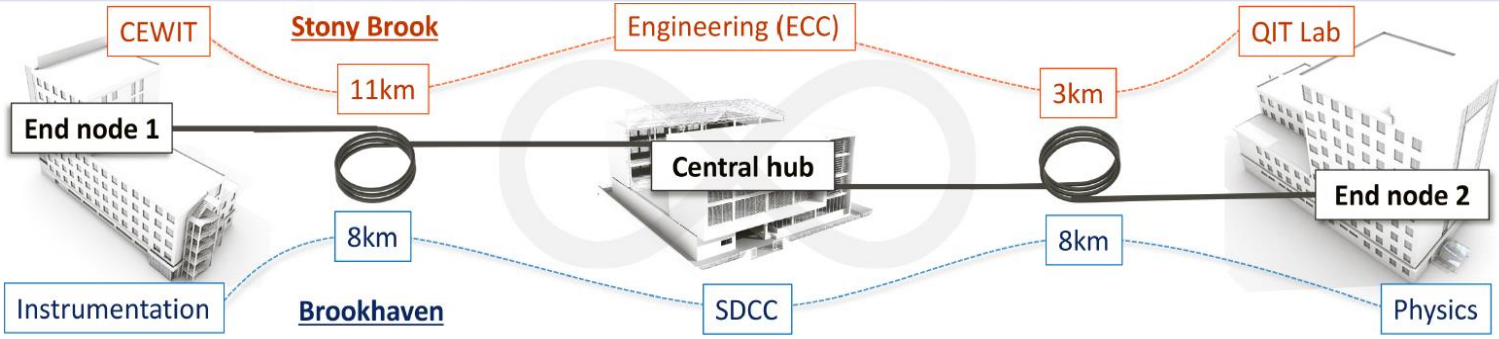 CEWIT
Stony Brook
Engineering (ECC)
QIT Lab
11km
3km
End node 1
Central hub
End node 2
8km
8km
Instrumentation
Brookhaven
SDCC
Physics